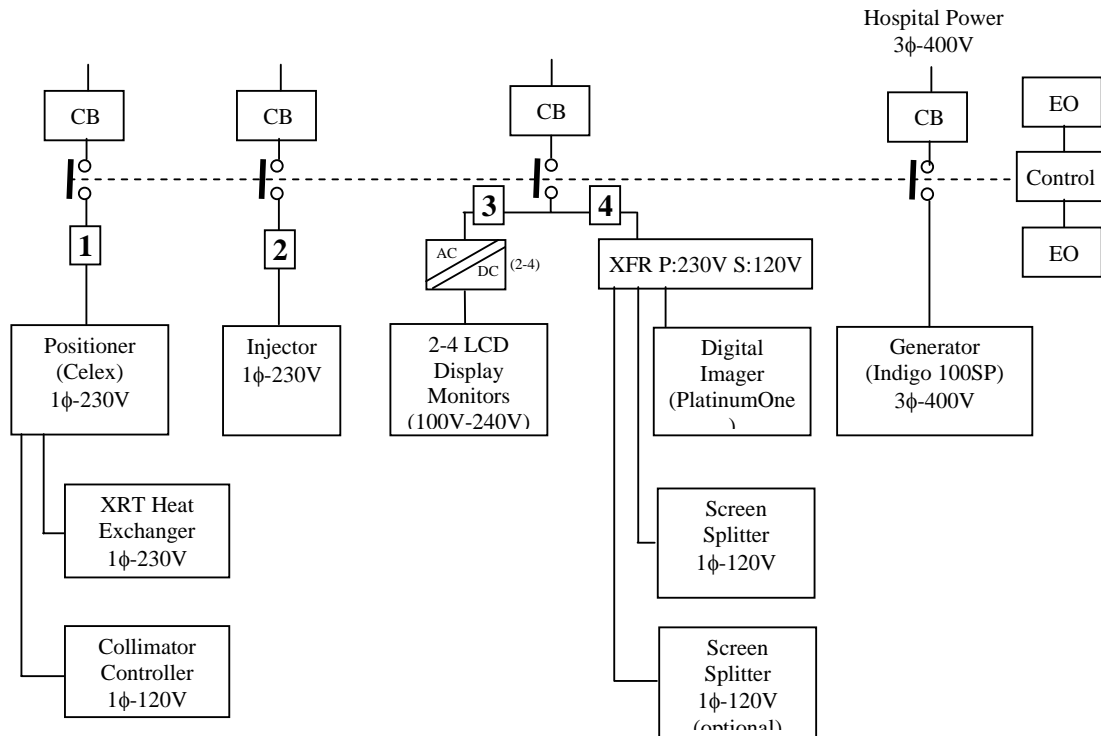 Hospital Power
3ϕ-400V
CB
CB
CB
CB
EO
Control
EO
1
2
3
4
AC
DC
(2-4)
XFR P:230V S:120V
Positioner
(Celex)
1ϕ-230V
Injector
1ϕ-230V
2-4 LCD
Display
Monitors
(100V-240V)
Digital
Imager
(PlatinumOne
)
Generator
(Indigo 100SP)
3ϕ-400V
XRT Heat
Exchanger
1ϕ-230V
Screen
Splitter
1ϕ-120V
Collimator
Controller
1ϕ-120V
Screen
Splitter
1ϕ-120V
(optional)